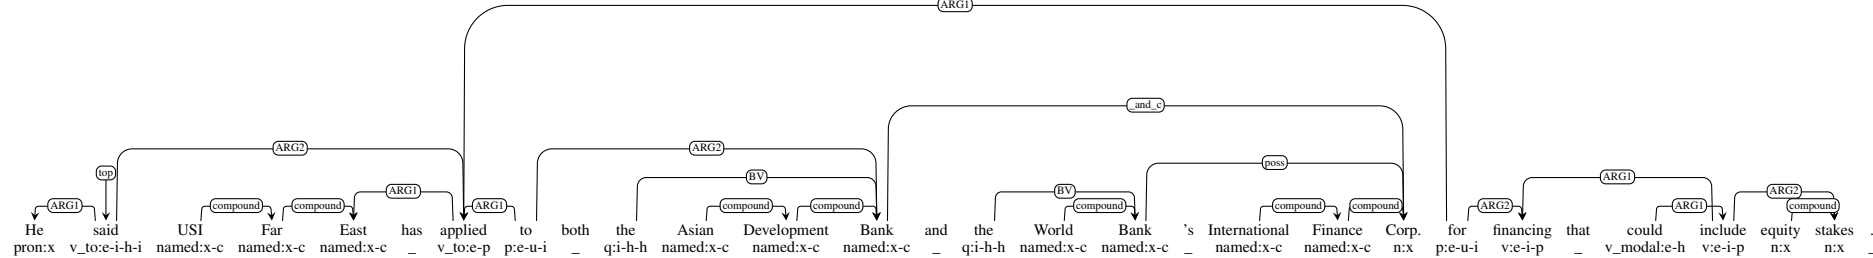 ARG1
_and_c
ARG2 ARG2
top poss
BV ARG1
ARG1 BV ARG2
ARG1 compound compound ARG1 compound compound compound compound compound ARG2 ARG1 compound
He said USI Far East has applied to both the Asian Development Bank and the World Bank 's International Finance Corp. for financing that could include equity stakes .
pron:x v_to:e-i-h-i named:x-c named:x-c named:x-c _ v_to:e-p p:e-u-i _ q:i-h-h named:x-c named:x-c named:x-c _ q:i-h-h named:x-c named:x-c _ named:x-c named:x-c n:x p:e-u-i v:e-i-p _ v_modal:e-h v:e-i-p n:x n:x _